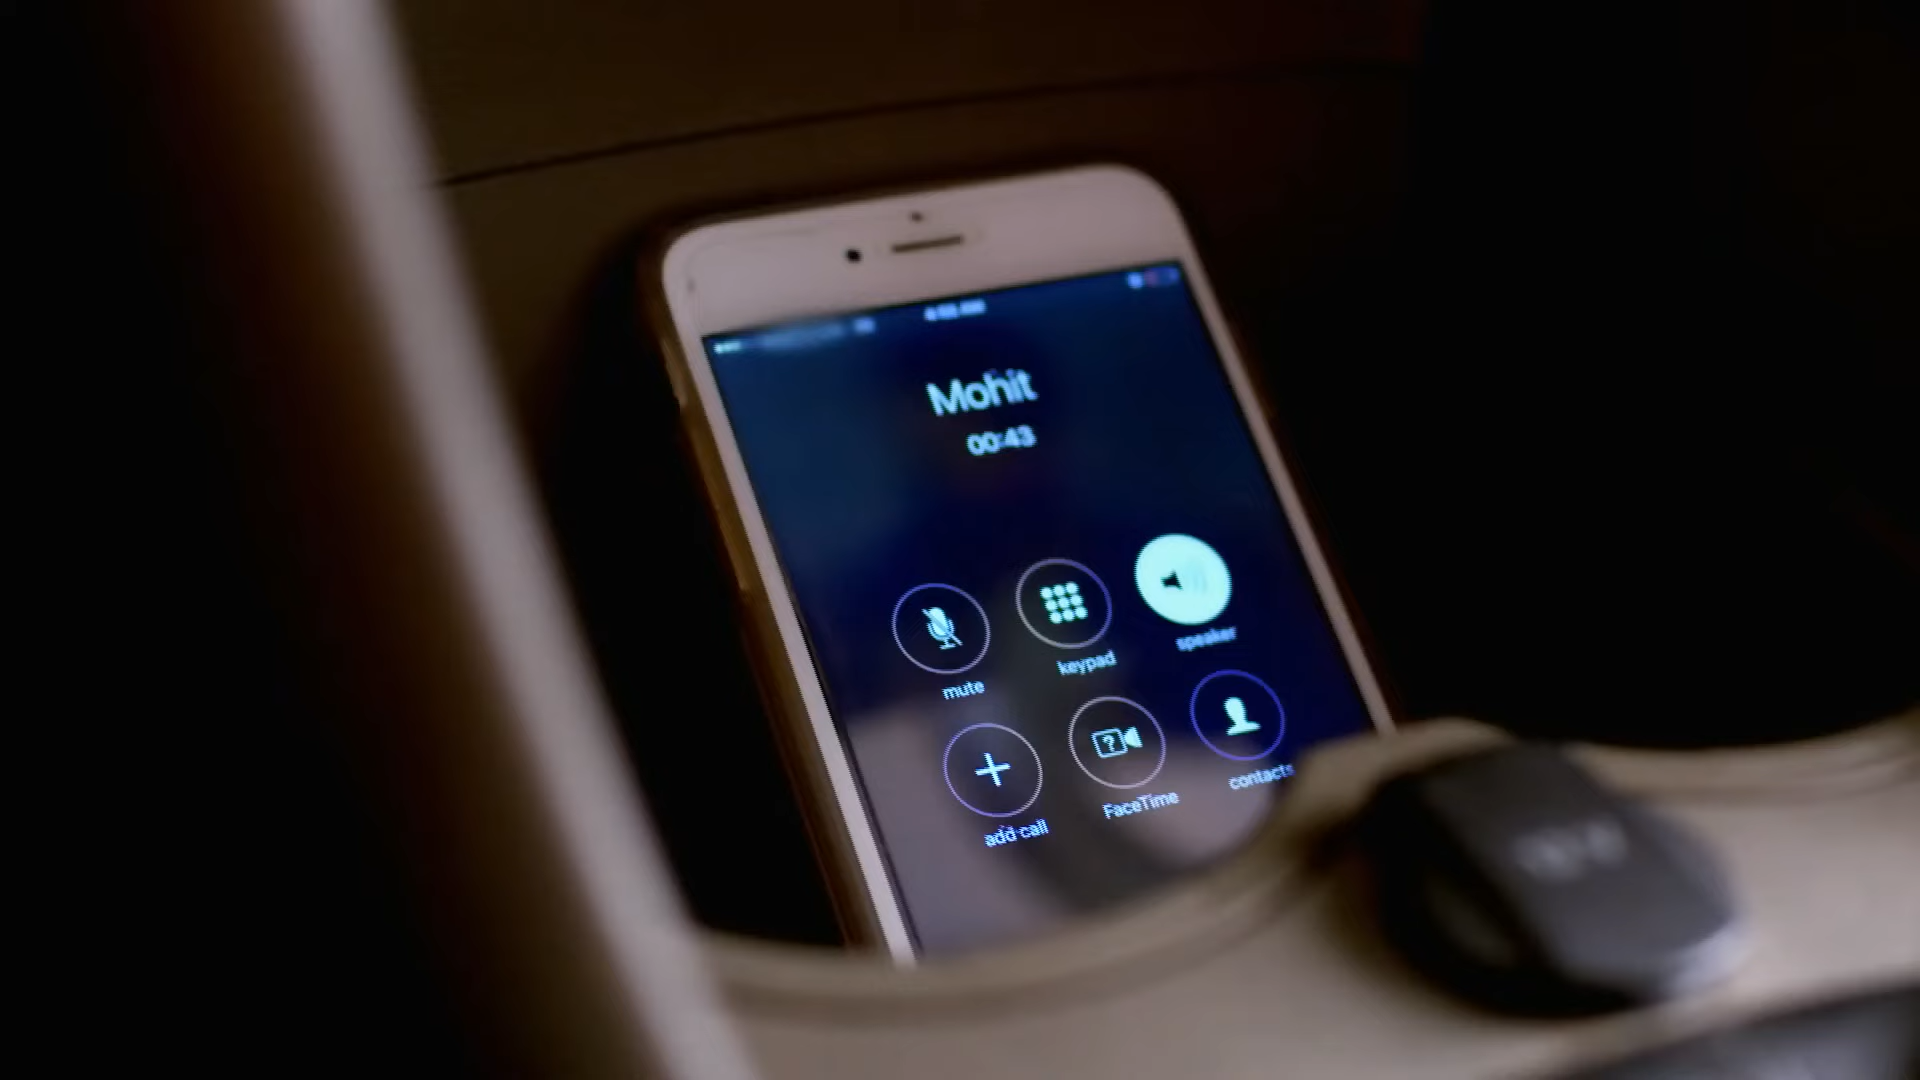 Mohit
00:43
mute
keypad
speaker
add call
FaceTime
contacts